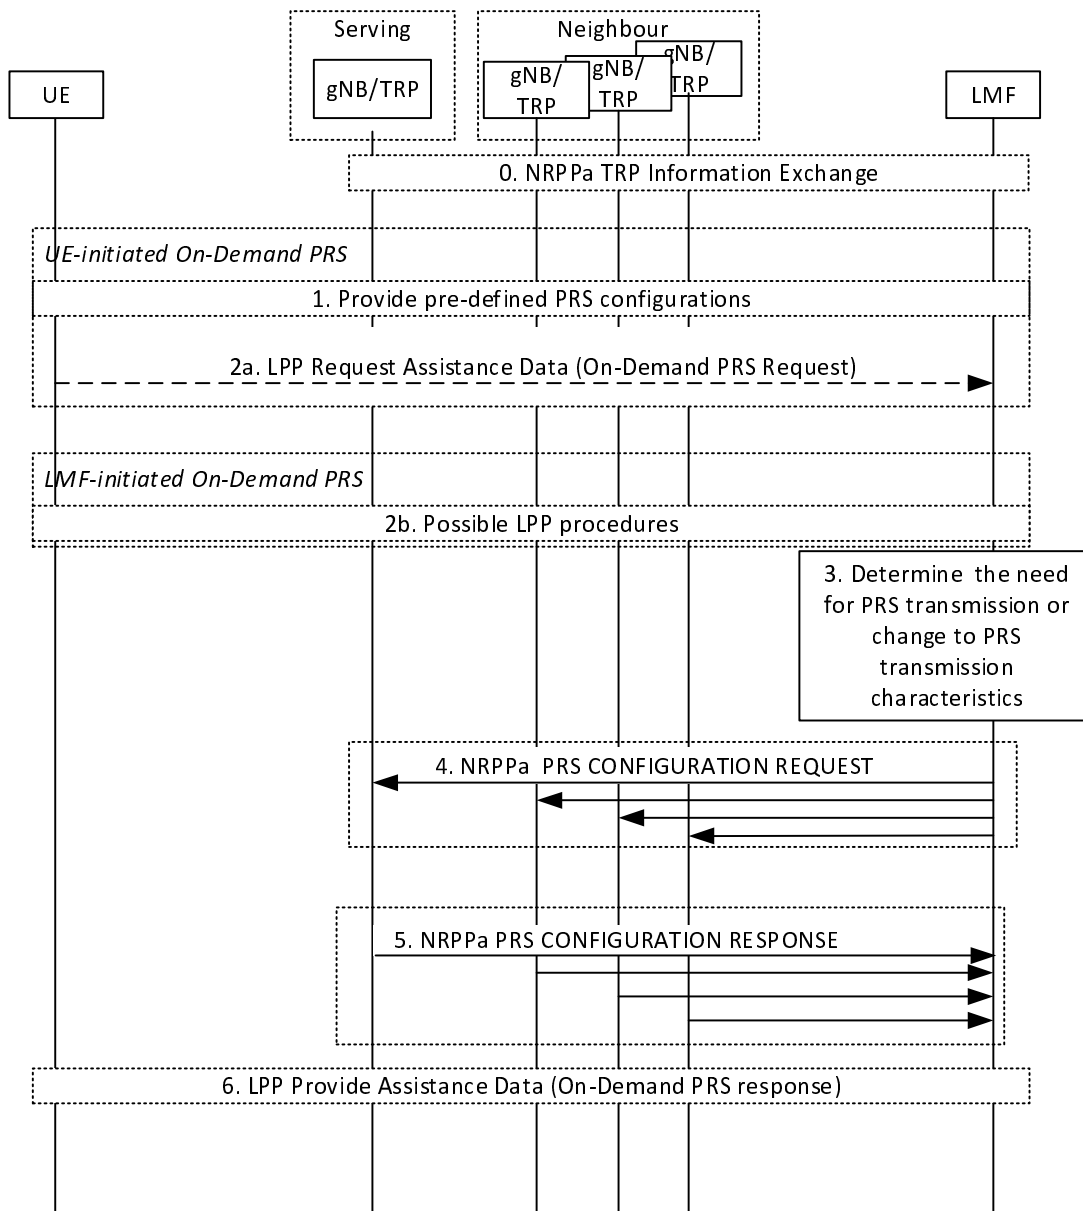 Serving
Neighbour
UE
gNB/TRP
gNB/
TRP
gNB/
TRP
gNB/
TRP
LMF
0. NRPPa TRP Information Exchange
UE-initiated On-Demand PRS
1. Provide pre-defined PRS configurations
2a. LPP Request Assistance Data (On-Demand PRS Request)
LMF-initiated On-Demand PRS
2b. Possible LPP procedures
3. Determine the need
for PRS transmission or
change to PRS
transmission
characteristics
4. NRPPa PRS CONFIGURATION REQUEST
5. NRPPa PRS CONFIGURATION RESPONSE
6. LPP Provide Assistance Data (On-Demand PRS response)